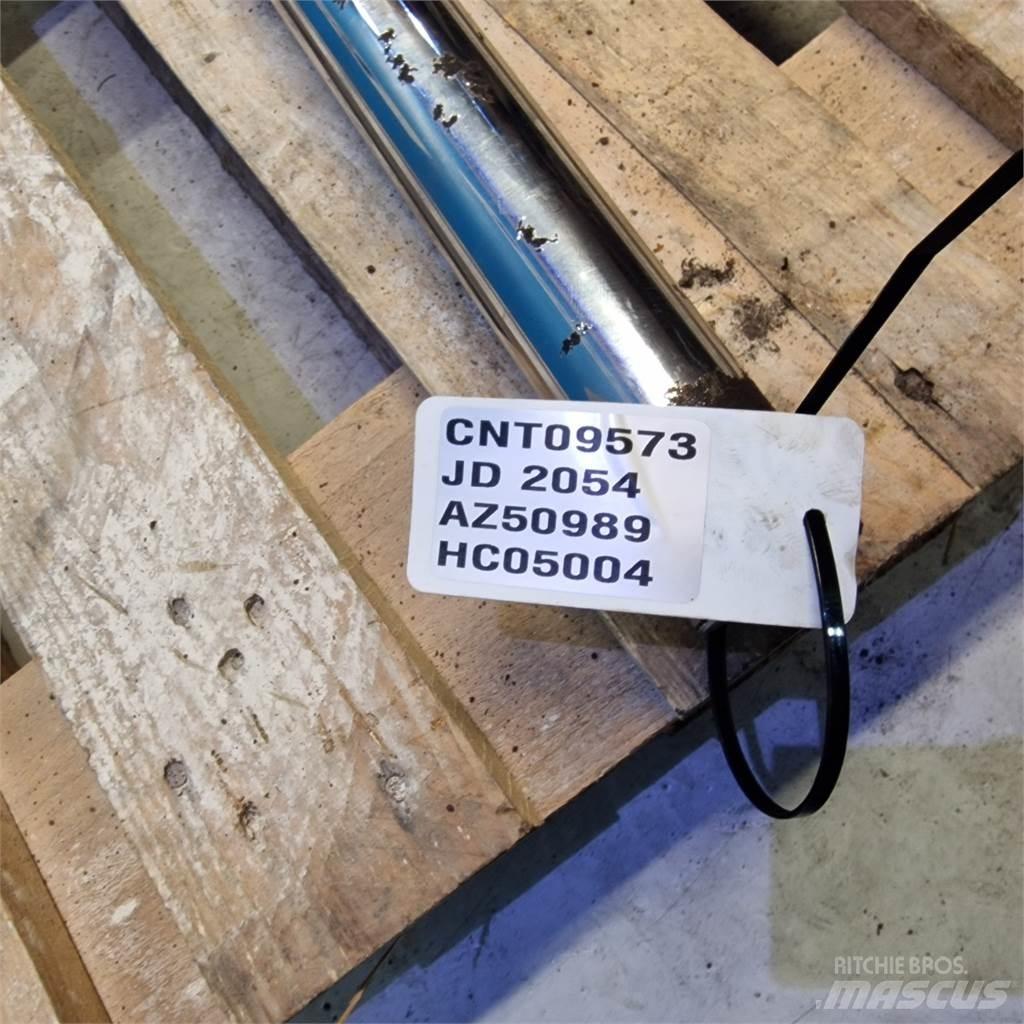 CNT09573
JD 2054
AZ50989
HC05004
RITCHIE BROS.
MASCUS